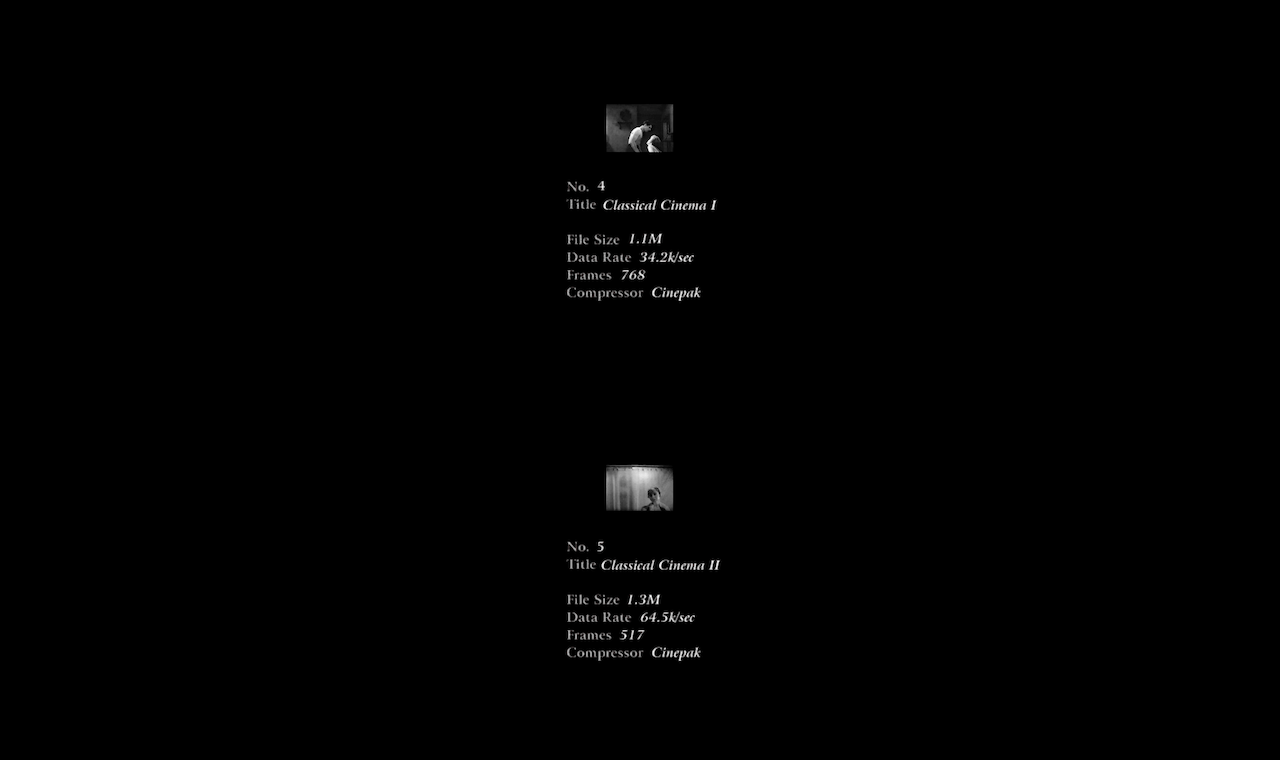 No. 4
Title Classical Cinema I
File Size 1.1M
Data Rate 34.2k/sec
Frames 768
Compressor Cinepak
No. 5
Title Classical Cinema II
File Size 1.3M
Data Rate 64.5k/sec
Frames 517
Compressor Cinepak